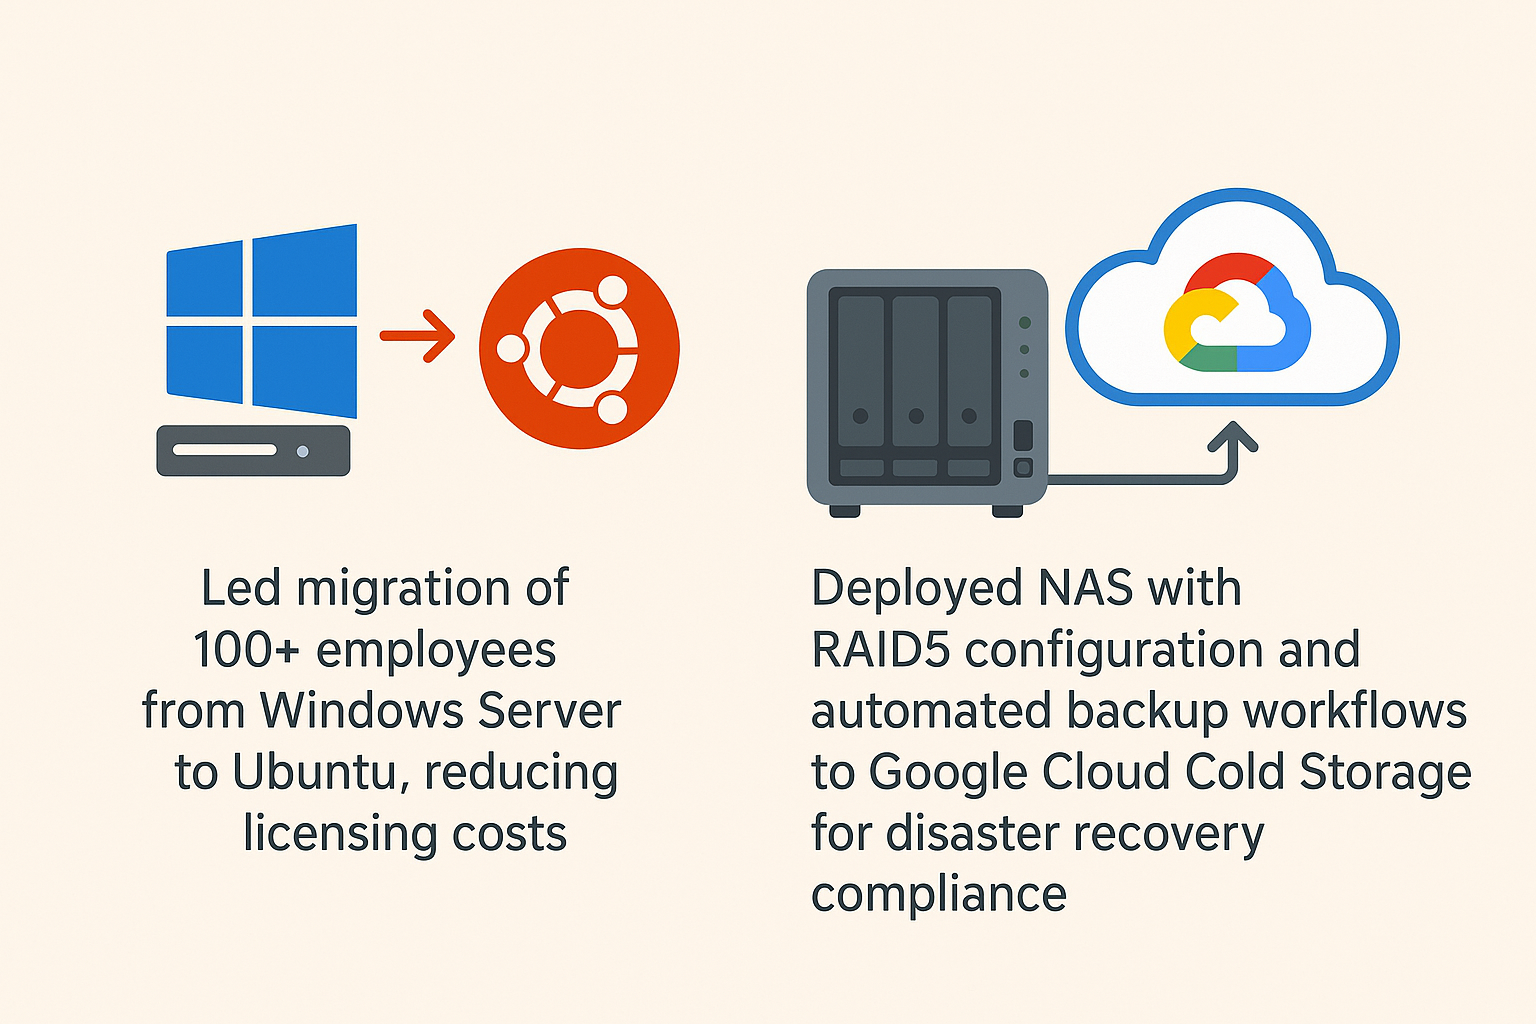 Led migration of
100+ employees
from Windows Server
to Ubuntu, reducing
licensing costs
Deployed NAS with
RAID5 configuration and
automated backup workflows
to Google Cloud Cold Storage
for disaster recovery
compliance